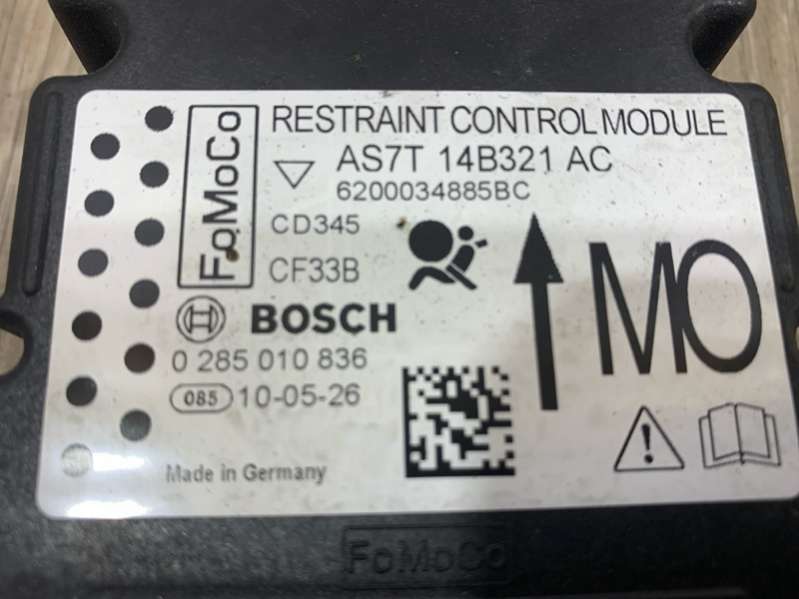 FoMoCo
RESTRAINT CONTROL MODULE
AS7T 14B321 AC
6200034885BC
CD345
CF33B
BOSCH
0 285 010 836
085 10-05-26
MO
Made in Germany
FoMoCo